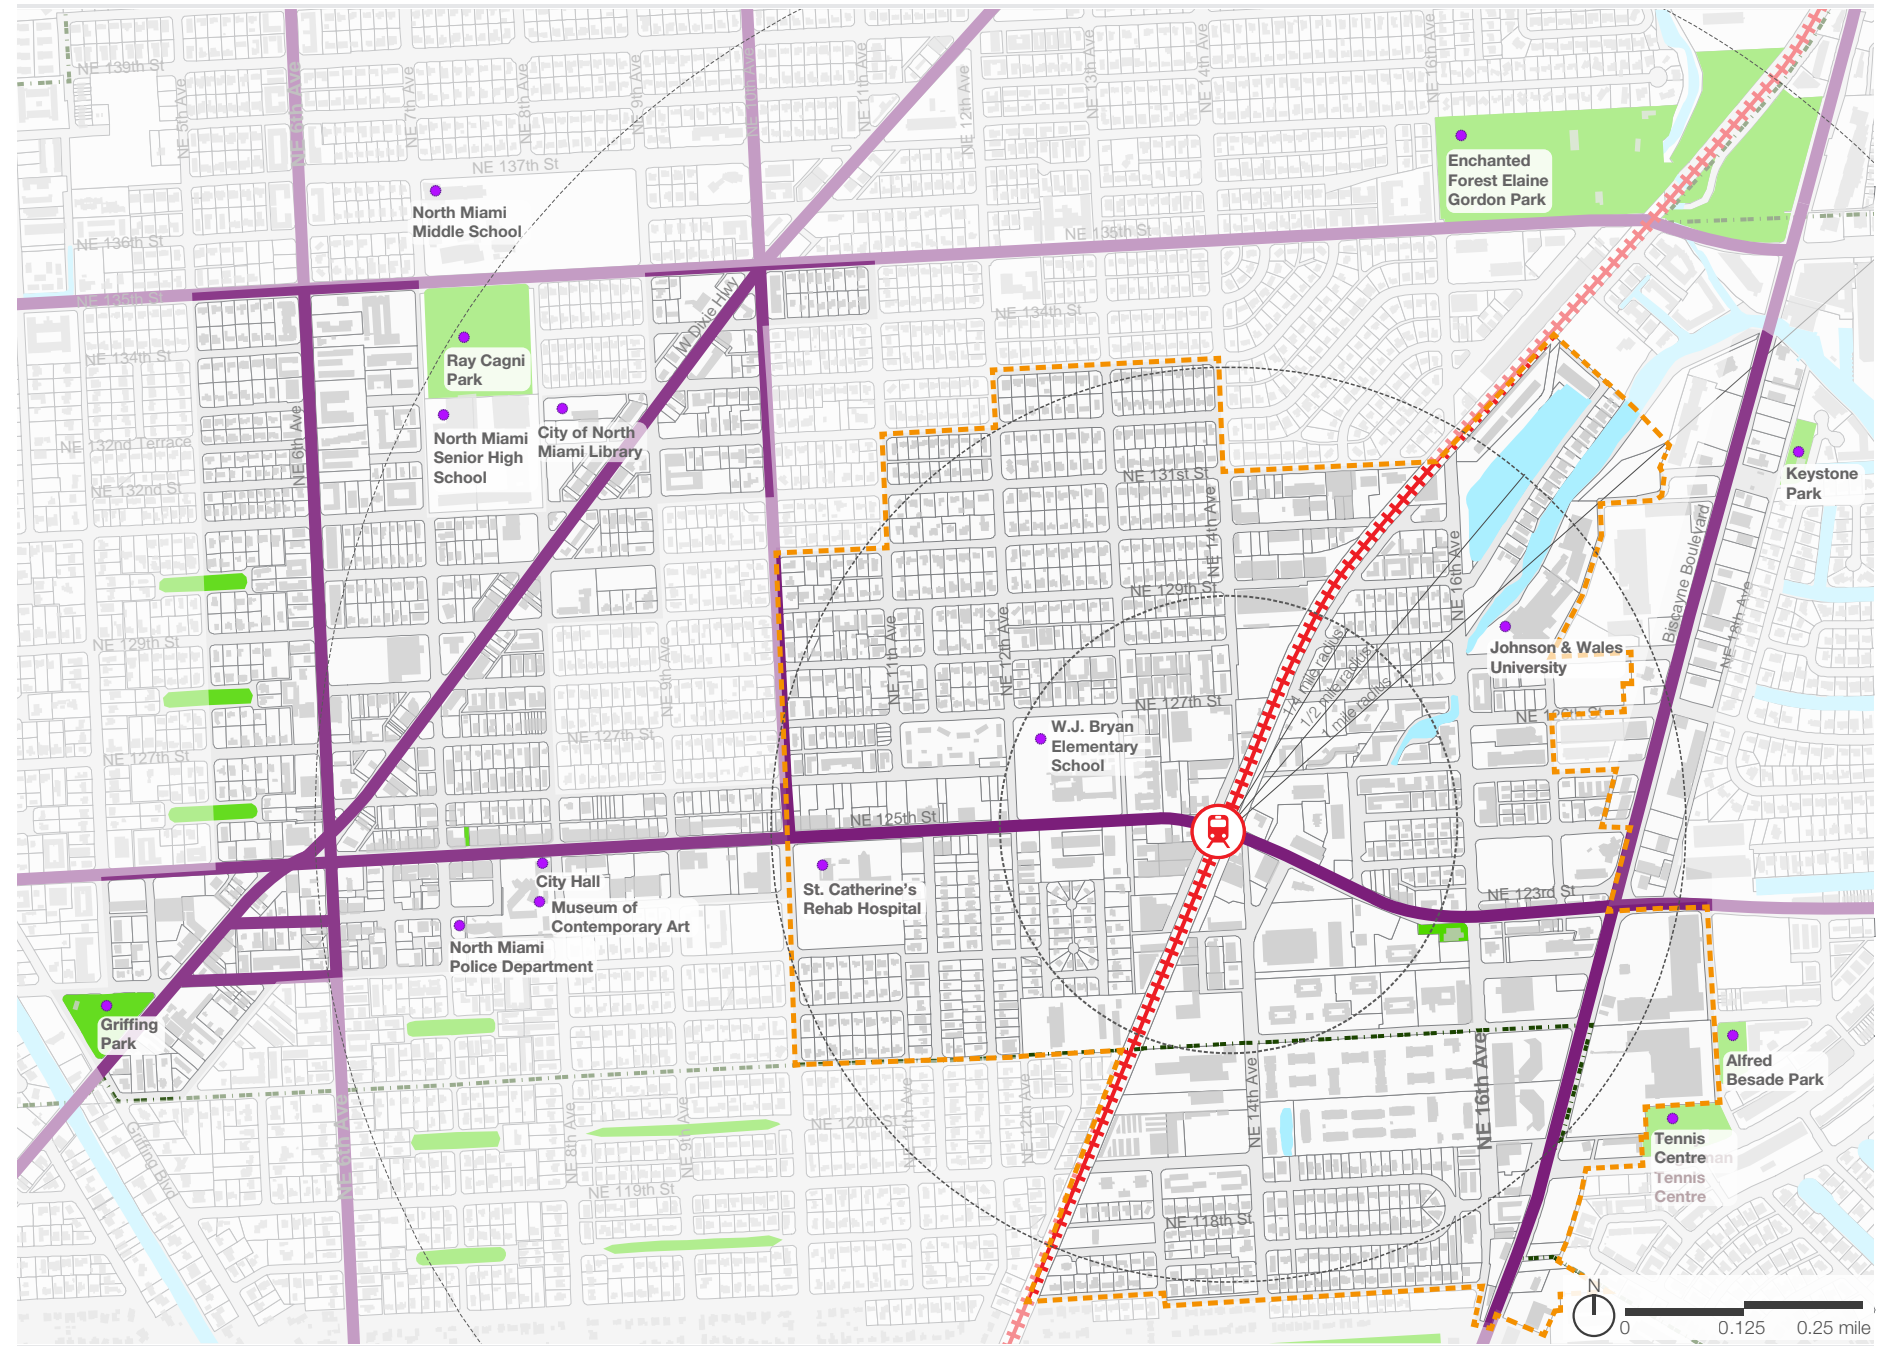 NE 139th St
NE 5th Ave
NE 6th Ave
NE 7th Ave
NE 8th Ave
NE 9th Ave
NE 10th Ave
NE 11th Ave
NE 12th Ave
NE 13th Ave
NE 14th Ave
NE 16th Ave
NE 137th St
Enchanted
Forest Elaine
Gordon Park
North Miami
Middle School
NE 136th St
NE 135th St
NE 135th St
W Dixie Hwy
NE 134th St
NE 134th St
Ray Cagni
Park
NE 6th Ave
North Miami
Senior High
School
City of North
Miami Library
NE 132nd Terrace
NE 132nd St
NE 131st St
NE 14th Ave
NE 16th Ave
Keystone
Park
Biscayne Boulevard
NE 18th Ave
NE 129th St
NE 129th St
NE 9th Ave
NE 11th Ave
NE 12th Ave
Johnson & Wales
University
1/4 mile radius
1/2 mile radius
1 mile radius
NE 127th St
NE 127th St
NE 127th St
NE 126th St
W.J. Bryan
Elementary
School
NE 125th St
City Hall
Museum of
Contemporary Art
North Miami
Police Department
St. Catherine's
Rehab Hospital
NE 123rd St
Griffing
Park
Griffing Blvd
NE 6th Ave
NE 8th Ave
NE 9th Ave
NE 11th Ave
NE 12th Ave
NE 14th Ave
NE 16th Ave
NE 120th St
NE 119th St
NE 118th St
Alfred
Besade Park
Tennis
Centre
Tennis
Centre
N
0
0.125
0.25 mile